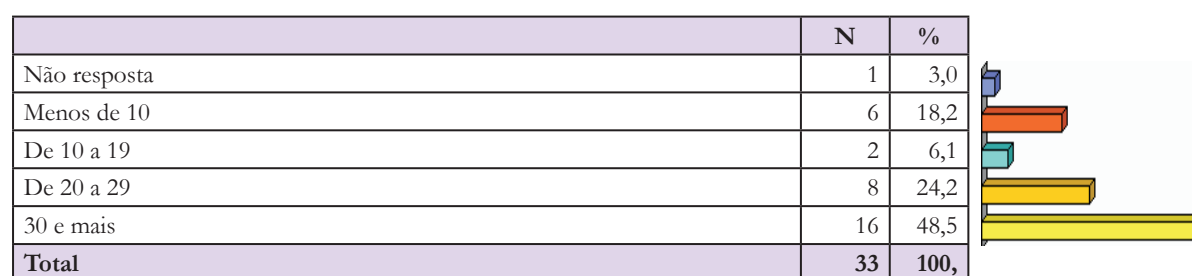 N %
Não resposta 1 3,0
Menos de 10 6 18,2
De 10 a 19 2 6,1
De 20 a 29 8 24,2
30 e mais 16 48,5
Total 33 100,